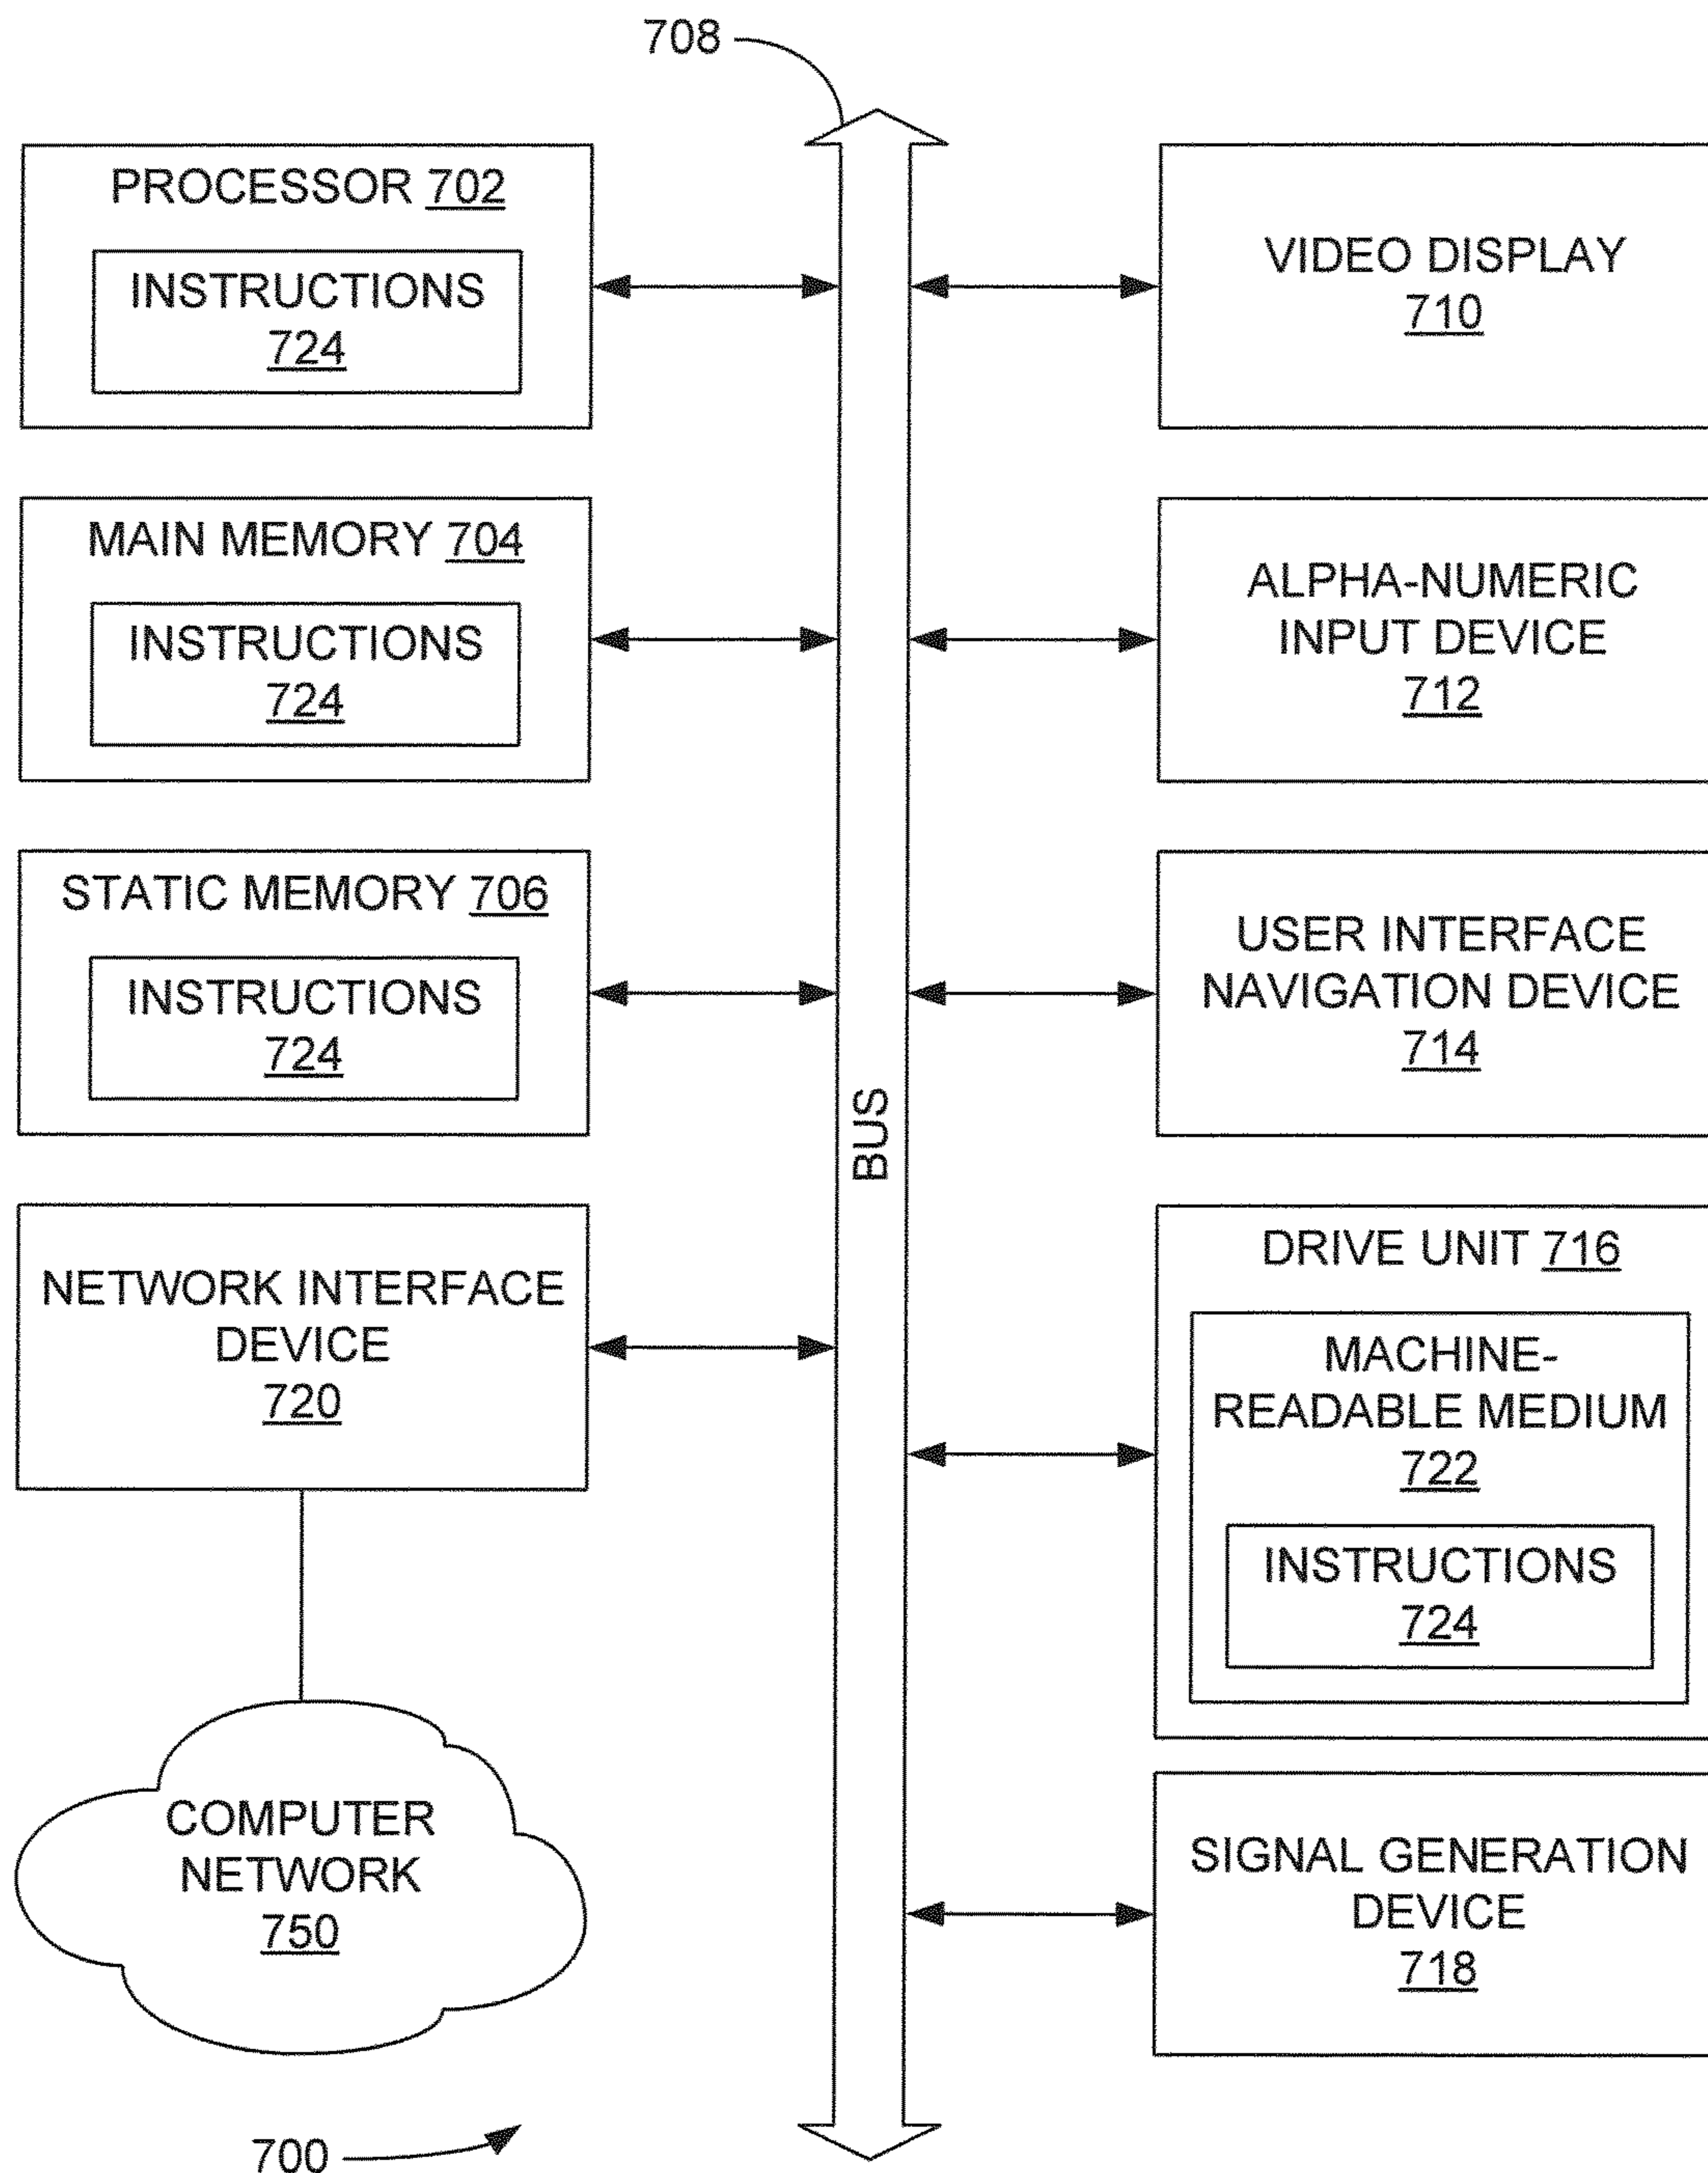 708
PROCESSOR 702
INSTRUCTIONS
724
MAIN MEMORY 704
INSTRUCTIONS
724
STATIC MEMORY 706
INSTRUCTIONS
724
NETWORK INTERFACE
DEVICE
720
COMPUTER
NETWORK
750
700
BUS
VIDEO DISPLAY
710
ALPHA-NUMERIC
INPUT DEVICE
712
USER INTERFACE
NAVIGATION DEVICE
714
DRIVE UNIT 716
MACHINE-
READABLE MEDIUM
722
INSTRUCTIONS
724
SIGNAL GENERATION
DEVICE
718